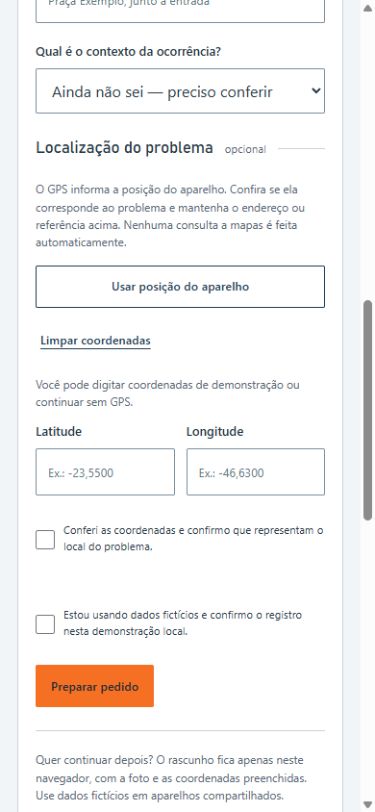 Praça Exemplo, junto à entrada
Qual é o contexto da ocorrência?
Ainda não sei — preciso conferir
Localização do problema opcional
O GPS informa a posição do aparelho. Confira se ela
corresponde ao problema e mantenha o endereço ou
referência acima. Nenhuma consulta a mapas é feita
automaticamente.
Usar posição do aparelho
Limpar coordenadas
Você pode digitar coordenadas de demonstração ou
continuar sem GPS.
Latitude Longitude
Ex.: -23,5500 Ex.: -46,6300
Conferi as coordenadas e confirmo que representam o
local do problema.
Estou usando dados fictícios e confirmo o registro
nesta demonstração local.
Preparar pedido
Quer continuar depois? O rascunho fica apenas neste
navegador, com a foto e as coordenadas preenchidas.
Use dados fictícios em aparelhos compartilhados.